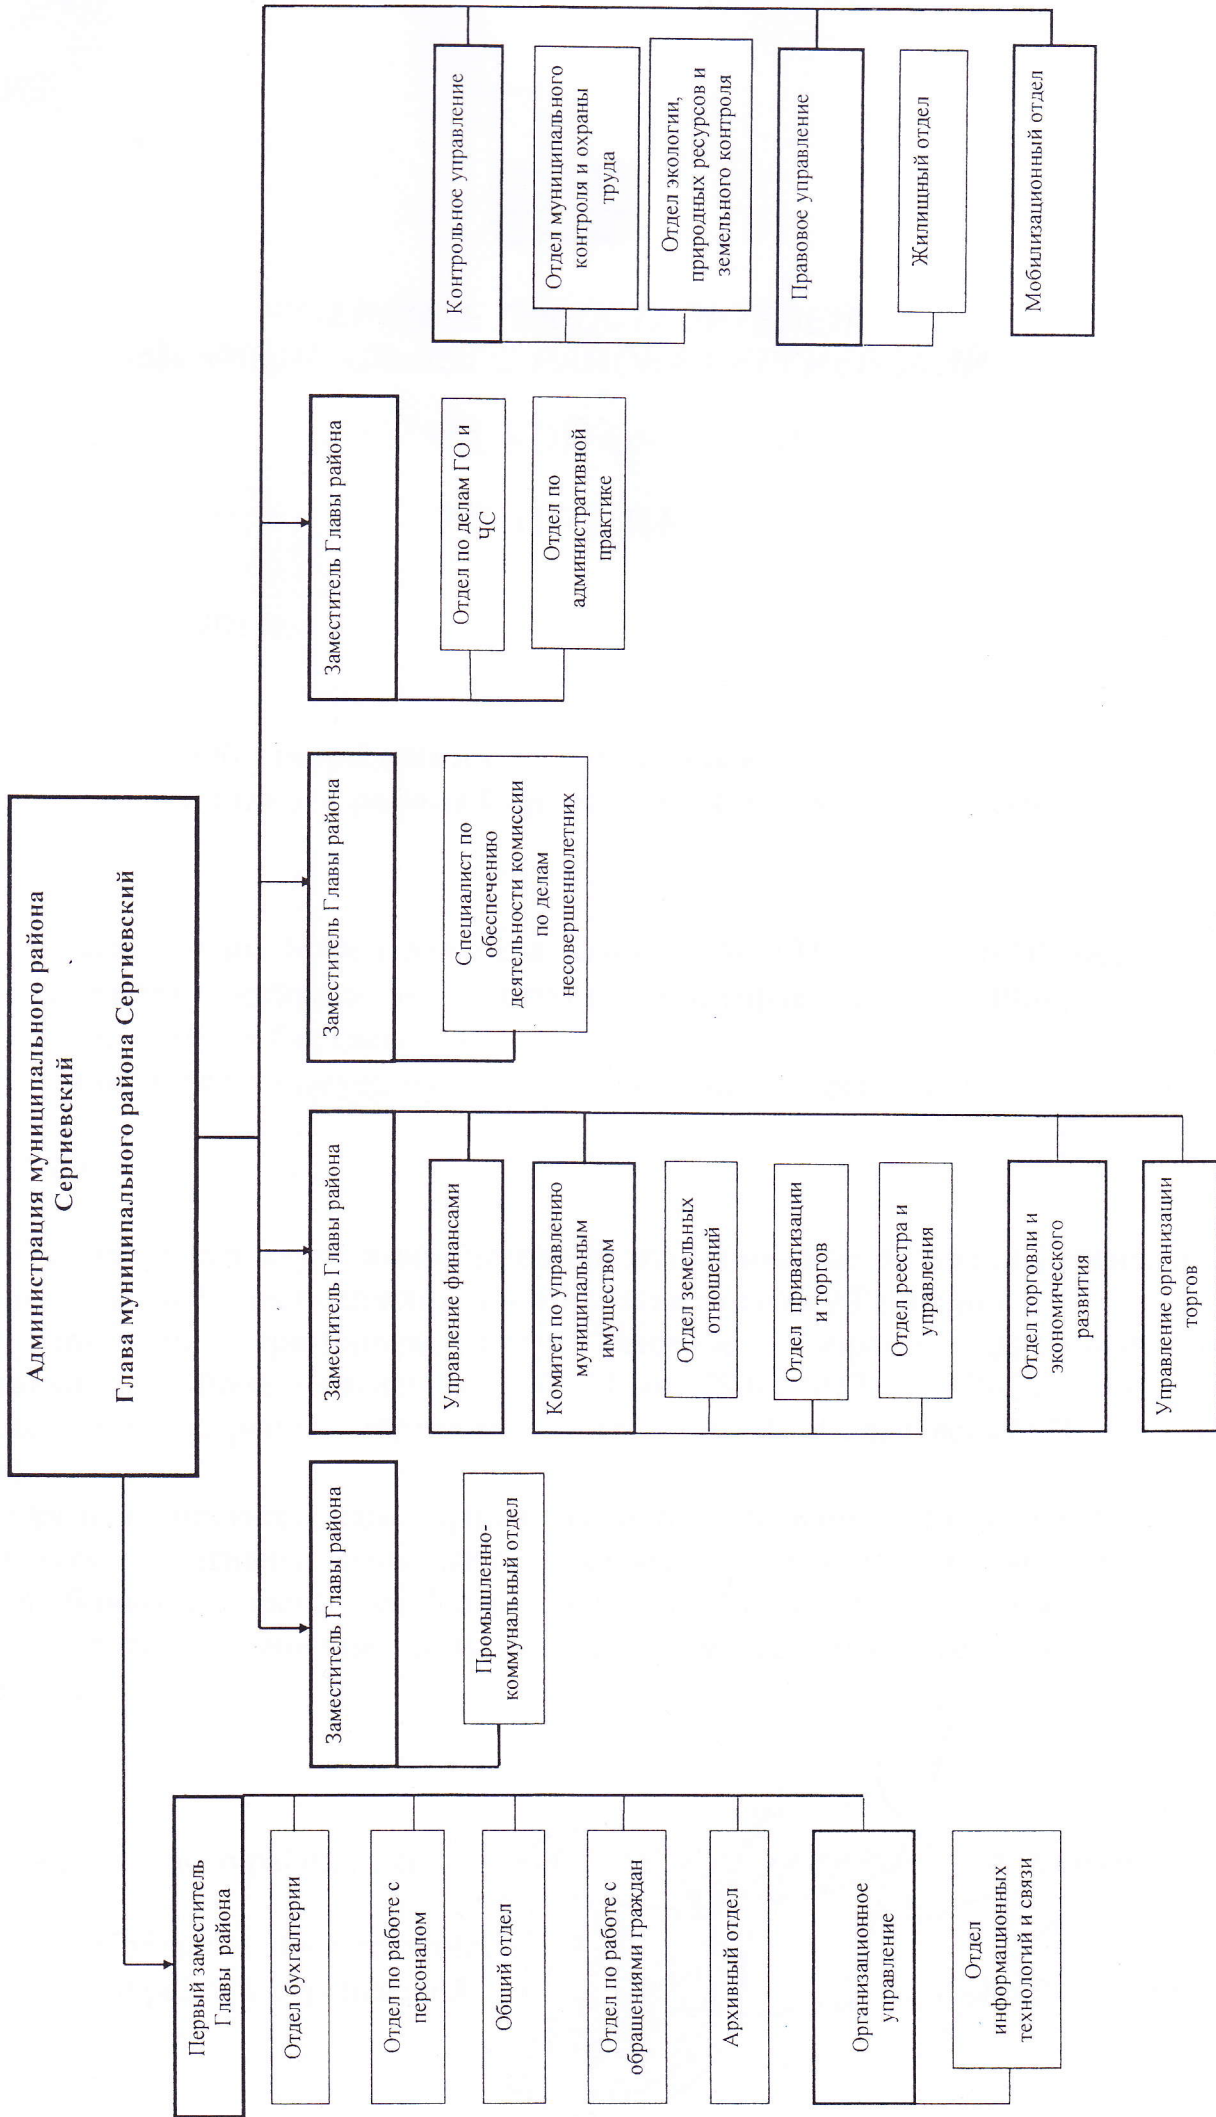 Администрация муниципального района
Сергиевский
Глава муниципального района Сергиевский
Первый заместитель
Главы района
Отдел бухгалтерии
Отдел по работе с
персоналом
Общий отдел
Отдел по работе с
обращениями граждан
Архивный отдел
Организационное
управление
Отдел
информационных
технологий и связи
Заместитель Главы района
Промышленно-
коммунальный отдел
Заместитель Главы района
Управление финансами
Комитет по управлению
муниципальным
имуществом
Отдел земельных
отношений
Отдел приватизации
и торгов
Отдел реестра и
управления
Отдел торговли и
экономического
развития
Управление организации
торгов
Заместитель Главы района
Специалист по
обеспечению
деятельности комиссии
по делам
несовершеннолетних
Заместитель Главы района
Отдел по делам ГО и
ЧС
Отдел по
административной
практике
Контрольное управление
Отдел муниципального
контроля и охраны
труда
Отдел экологии,
природных ресурсов и
земельного контроля
Правовое управление
Жилищный отдел
Мобилизационный отдел